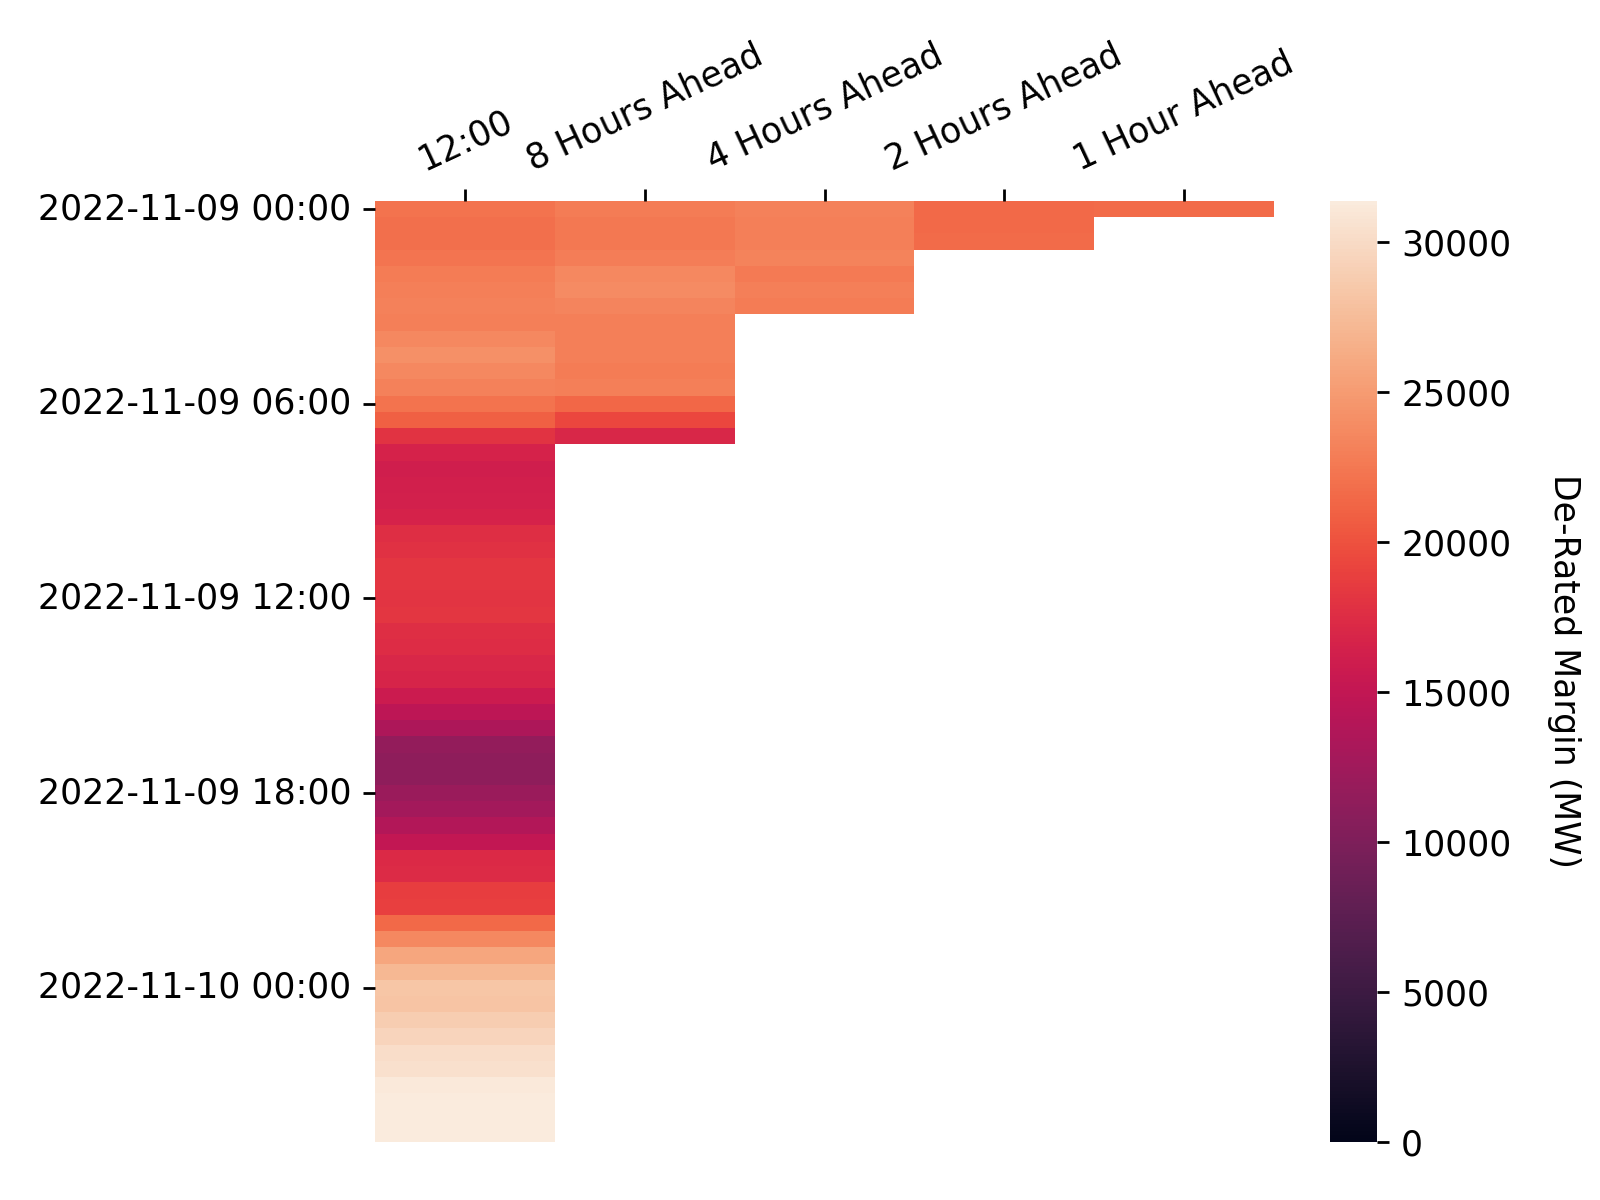 12:00
8 Hours Ahead
4 Hours Ahead
2 Hours Ahead
1 Hour Ahead
2022-11-09 00:00
2022-11-09 06:00
2022-11-09 12:00
2022-11-09 18:00
2022-11-10 00:00
30000
25000
20000
15000
10000
5000
0
De-Rated Margin (MW)